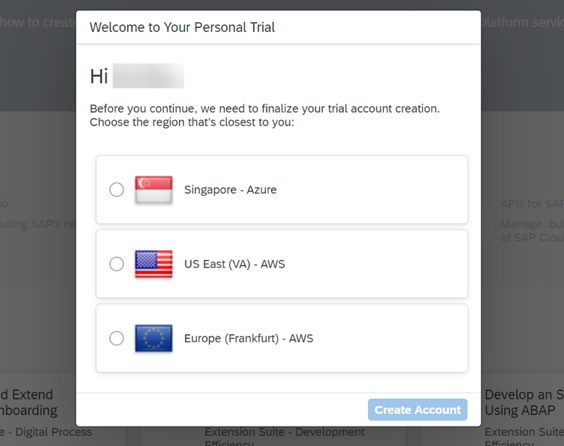 how to create
platform servic
Welcome to Your Personal Trial
Hi
Before you continue, we need to finalize your trial account creation.
Choose the region that's closest to you:
Singapore - Azure
US East (VA) - AWS
Europe (Frankfurt) - AWS
Create Account
io
using SAP's ne
APIs for SAP
Manage, bui
of SAP Clou
d Extend
nboarding
e - Digital Process
Extension Suite - Development
Efficiency
Develop an S
Using ABAP
Extension Suite - Develo
Efficiency